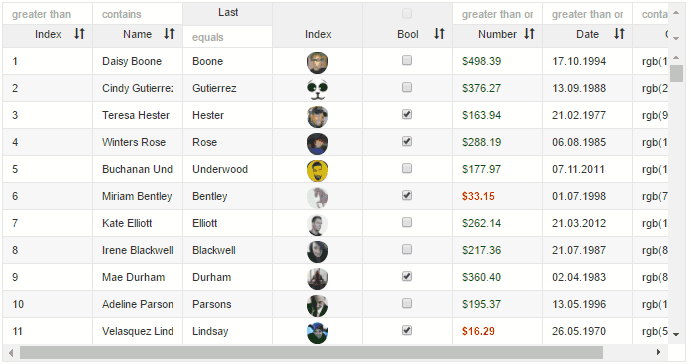 greater than contains Last greater than or greater than or conta
Index Name equals Index Bool Number Date C
1 Daisy Boone Boone $498.39 17.10.1994 rgb(1
2 Cindy Gutierrez Gutierrez $376.27 13.09.1988 rgb(2
3 Teresa Hester Hester $163.94 21.02.1977 rgb(9
4 Winters Rose Rose $288.19 06.08.1985 rgb(1
5 Buchanan Und Underwood $177.97 07.11.2011 rgb(1
6 Miriam Bentley Bentley $33.15 01.07.1998 rgb(7
7 Kate Elliott Elliott $262.14 21.03.2012 rgb(1
8 Irene Blackwell Blackwell $217.36 21.07.1987 rgb(8
9 Mae Durham Durham $360.40 02.04.1983 rgb(8
10 Adeline Parson Parsons $195.37 13.05.1996 rgb(1
11 Velasquez Lind Lindsay $16.29 26.05.1970 rgb(5